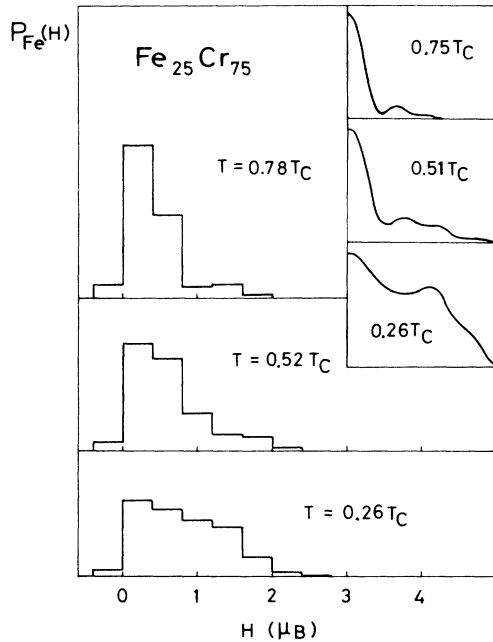 P_Fe(H)
Fe₂₅Cr₇₅
0.75 T_C
0.51 T_C
0.26 T_C
T = 0.78 T_C
T = 0.52 T_C
T = 0.26 T_C
0 1 2 3 4
H (μ_B)